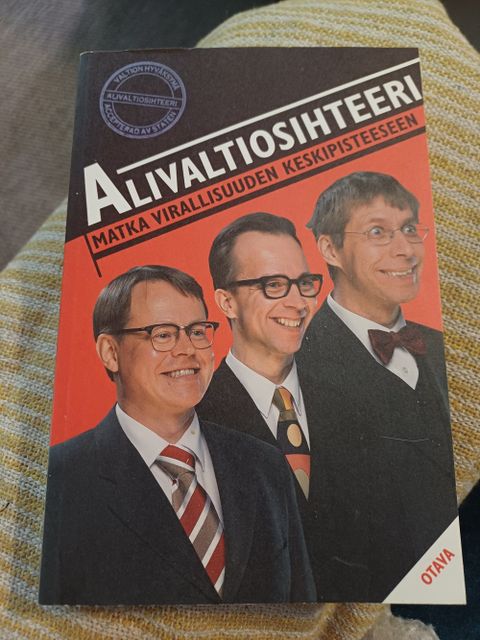 VALTION HYVÄKSYMÄ
ALIVALTIOSIHTEERI
ACCEPTERAD AV STATEN
ALIVALTIOSIHTEERI
MATKA VIRALLISUUDEN KESKIPISTEESEEN
OTAVA